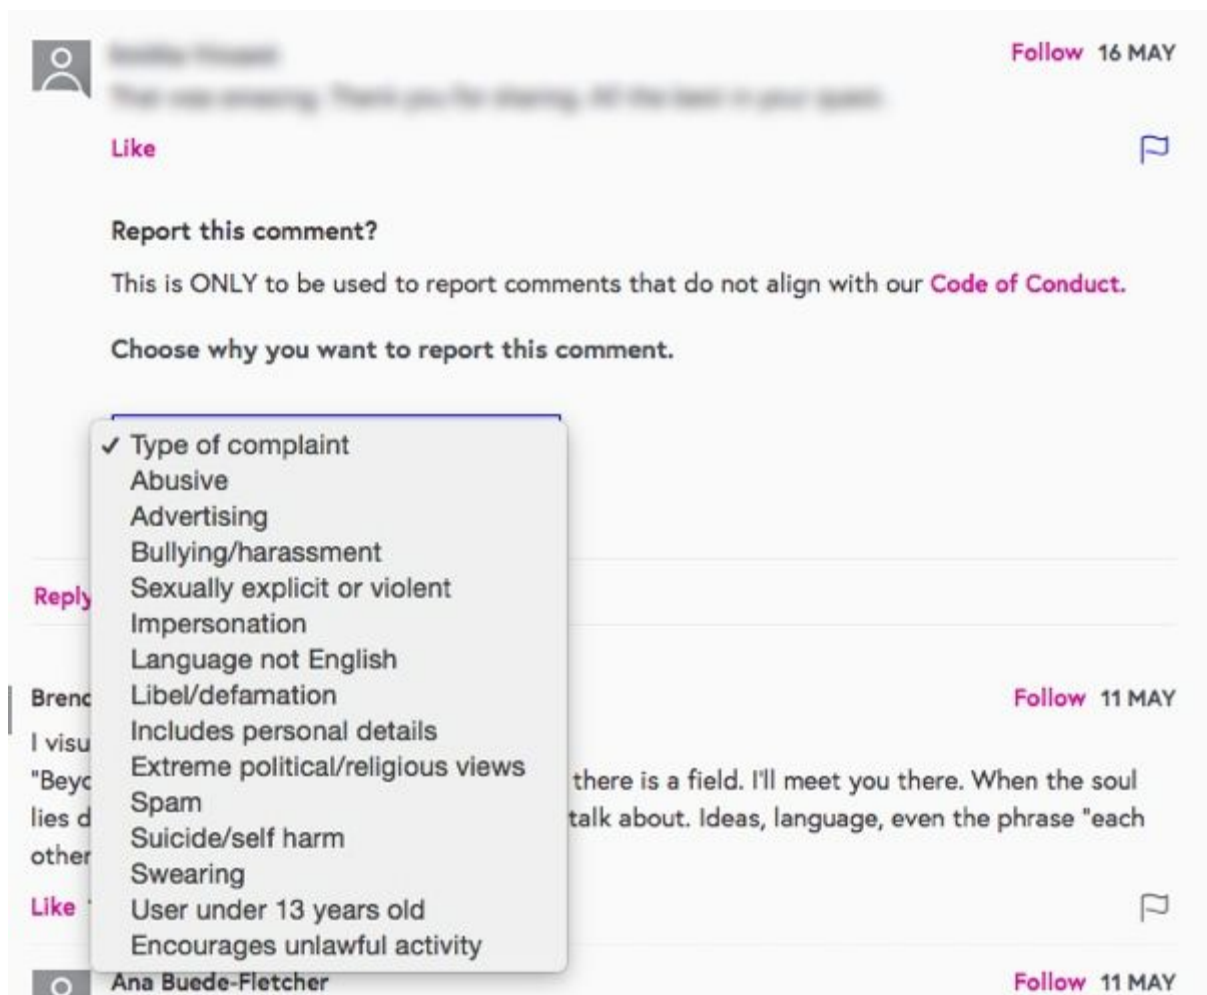 Follow 16 MAY
Like
Report this comment?
This is ONLY to be used to report comments that do not align with our Code of Conduct.
Choose why you want to report this comment.
✓ Type of complaint
Abusive
Advertising
Bullying/harassment
Sexually explicit or violent
Impersonation
Language not English
Libel/defamation
Includes personal details
Extreme political/religious views
Spam
Suicide/self harm
Swearing
User under 13 years old
Encourages unlawful activity
Reply
Brend Follow 11 MAY
I visu
"Beyo there is a field. I'll meet you there. When the soul
lies d talk about. Ideas, language, even the phrase "each
other
Like
Ana Buede-Fletcher Follow 11 MAY